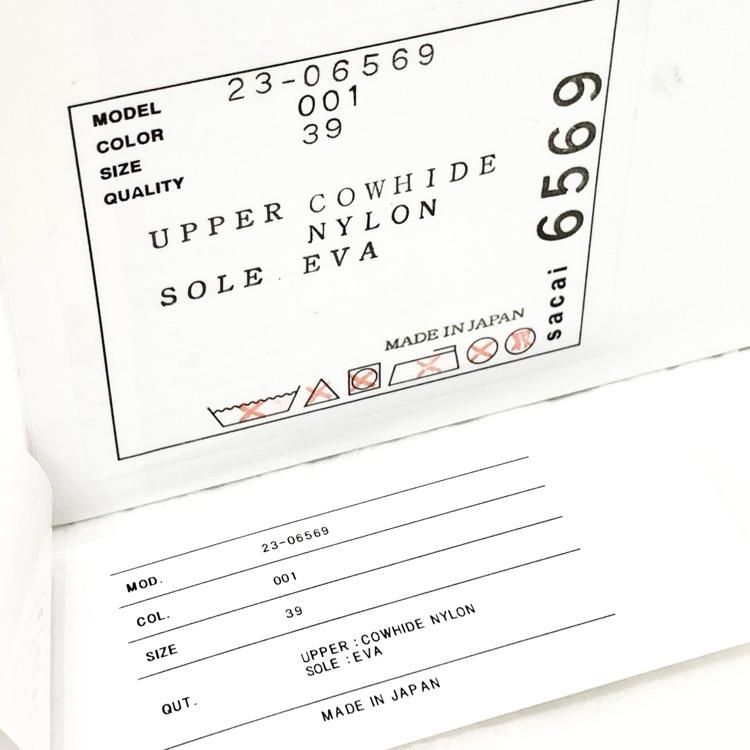 MODEL 23-06569
COLOR 001
SIZE 39
QUALITY
UPPER COWHIDE
NYLON
SOLE EVA
MADE IN JAPAN
sacai 6569
MOD. 23-06569
COL. 001
SIZE 39
QUT. UPPER:COWHIDE NYLON
SOLE:EVA
MADE IN JAPAN